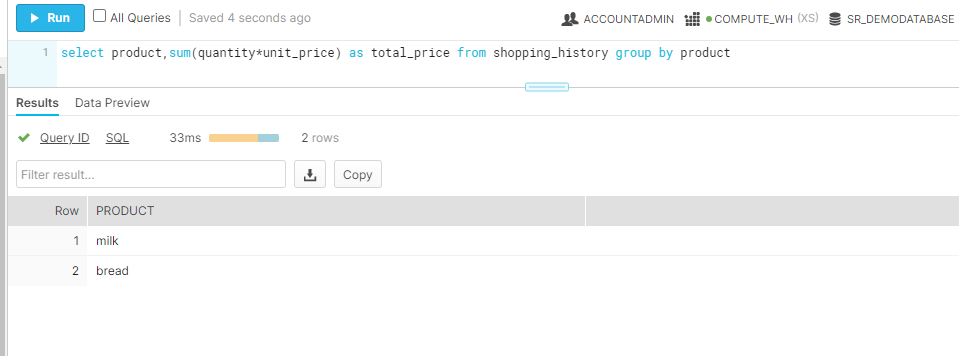 Run All Queries Saved 4 seconds ago ACCOUNTADMIN COMPUTE_WH (XS) SR_DEMODATABASE
1 select product,sum(quantity*unit_price) as total_price from shopping_history group by product
Results Data Preview
Query ID SQL 33ms 2 rows
Filter result... Copy
Row PRODUCT
1 milk
2 bread